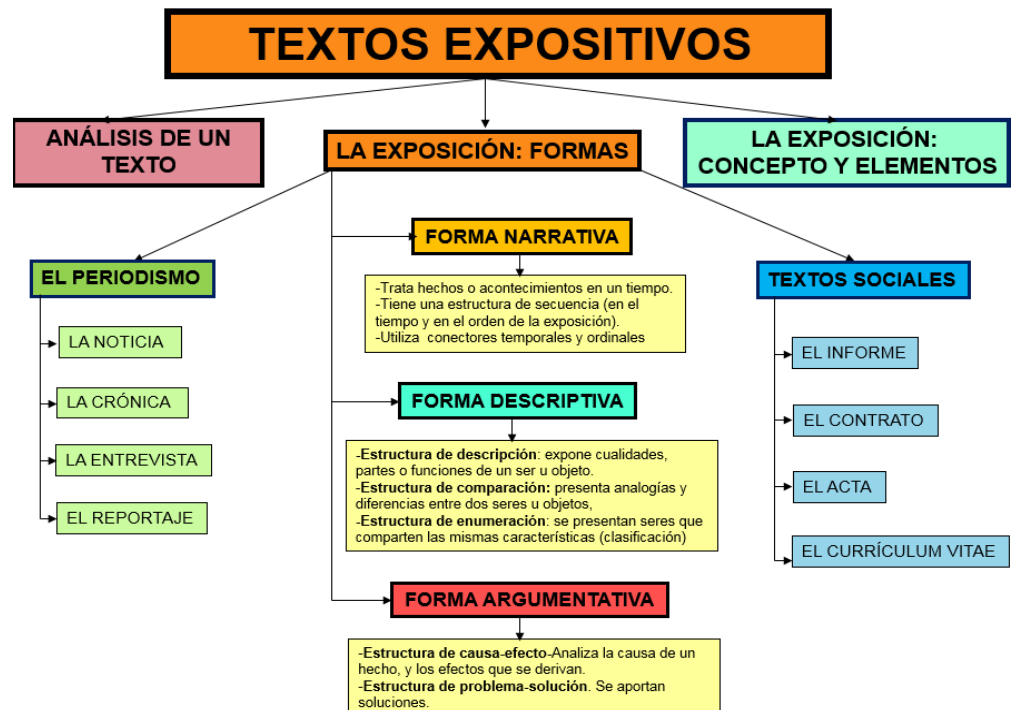 TEXTOS EXPOSITIVOS
ANÁLISIS DE UN
TEXTO
LA EXPOSICIÓN: FORMAS
LA EXPOSICIÓN:
CONCEPTO Y ELEMENTOS
EL PERIODISMO
LA NOTICIA
LA CRÓNICA
LA ENTREVISTA
EL REPORTAJE
FORMA NARRATIVA
-Trata hechos o acontecimientos en un tiempo.
-Tiene una estructura de secuencia (en el
tiempo y en el orden de la exposición).
-Utiliza conectores temporales y ordinales
FORMA DESCRIPTIVA
-Estructura de descripción: expone cualidades,
partes o funciones de un ser u objeto.
-Estructura de comparación: presenta analogías y
diferencias entre dos seres u objetos,
-Estructura de enumeración: se presentan seres que
comparten las mismas características (clasificación)
FORMA ARGUMENTATIVA
-Estructura de causa-efecto-Analiza la causa de un
hecho, y los efectos que se derivan.
-Estructura de problema-solución. Se aportan
soluciones.
TEXTOS SOCIALES
EL INFORME
EL CONTRATO
EL ACTA
EL CURRÍCULUM VITAE